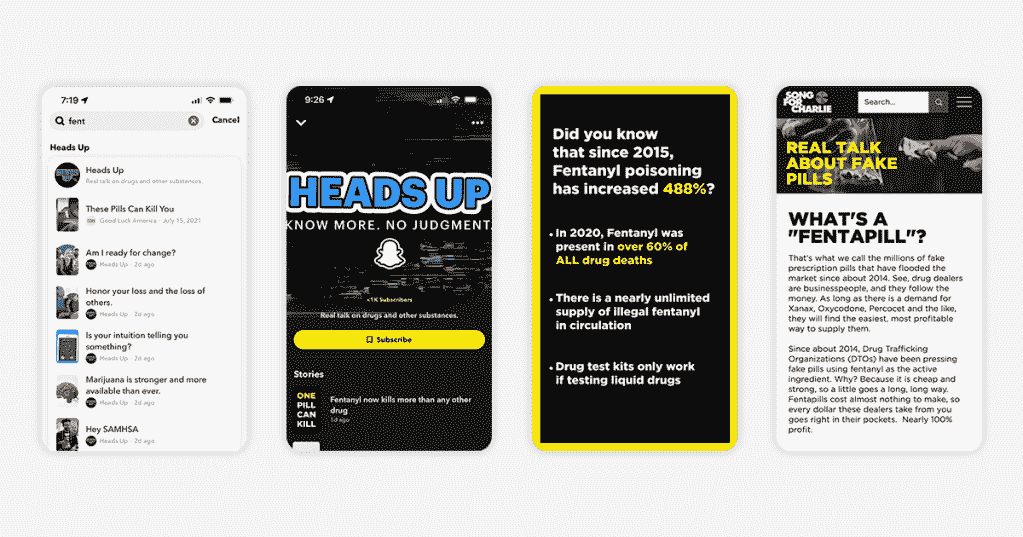 7:19
fent
Cancel
Heads Up
Heads Up
Real talk on drugs and other substances.
These Pills Can Kill You
Good Luck America · July 15, 2021
Am I ready for change?
Heads Up · 2d ago
Honor your loss and the loss of
others.
Heads Up · 2d ago
Is your intuition telling you
something?
Heads Up · 2d ago
Marijuana is stronger and more
available than ever.
Heads Up · 2d ago
Hey SAMHSA
Heads Up · 2d ago
9:26
HEADS UP
KNOW MORE. NO JUDGMENT.
<1K Subscribers
Real talk on drugs and other substances.
Subscribe
Stories
ONE
PILL
CAN
KILL
Fentanyl now kills more than any other
drug
1d ago
Did you know
that since 2015,
Fentanyl poisoning
has increased 488%?
• In 2020, Fentanyl was
present in over 60% of
ALL drug deaths
• There is a nearly unlimited
supply of illegal fentanyl
in circulation
• Drug test kits only work
if testing liquid drugs
SONG
FOR
CHARLIE
Search...
REAL TALK
ABOUT FAKE
PILLS
WHAT'S A
"FENTAPILL"?
That's what we call the millions of fake
prescription pills that have flooded the
market since about 2014. See, drug dealers
are businesspeople, and they follow the
money. As long as there is a demand for
Xanax, Oxycodone, Percocet and the like,
they will find the easiest, most profitable
way to supply them.
Since about 2014, Drug Trafficking
Organizations (DTOs) have been pressing
fake pills using fentanyl as the active
ingredient. Why? Because it is cheap and
strong, so a little goes a long, long way.
Fentapills cost almost nothing to make, so
every dollar these dealers take from you
goes right in their pockets. Nearly 100%
profit.